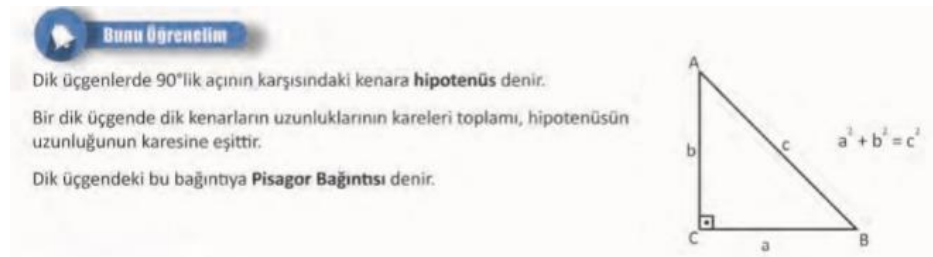 Bunu Öğrenelim
Dik üçgenlerde 90°lik açının karşısındaki kenara hipotenüs denir.
Bir dik üçgende dik kenarların uzunluklarının kareleri toplamı, hipotenüsün
uzunluğunun karesine eşittir.
Dik üçgendeki bu bağıntıya Pisagor Bağıntısı denir.
A
b
c
a² + b² = c²
C
a
B